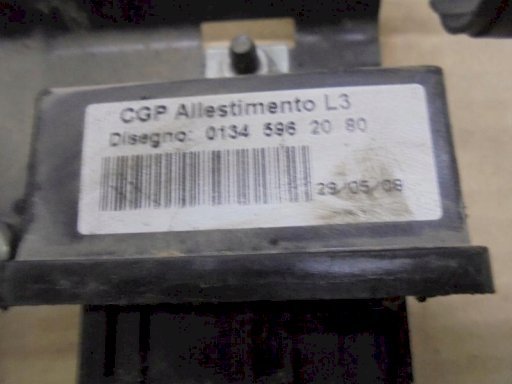 CGP Allestimento L3
Disegno: 0134 596 20 80
29/05/08